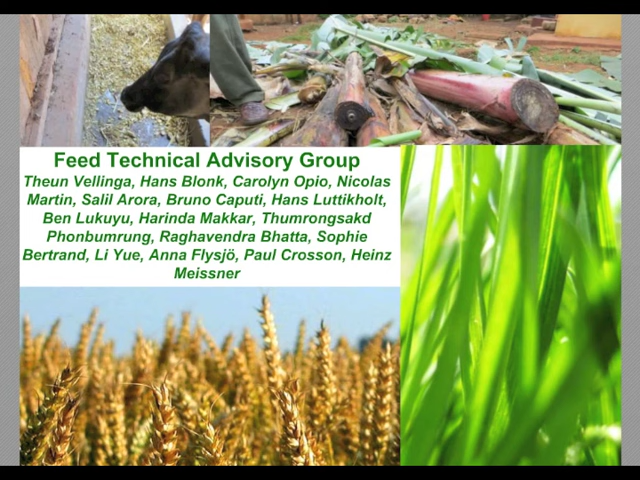 Feed Technical Advisory Group
Theun Vellinga, Hans Blonk, Carolyn Opio, Nicolas
Martin, Salil Arora, Bruno Caputi, Hans Luttikholt,
Ben Lukuyu, Harinda Makkar, Thumrongsakd
Phonbumrung, Raghavendra Bhatta, Sophie
Bertrand, Li Yue, Anna Flysjö, Paul Crosson, Heinz
Meissner